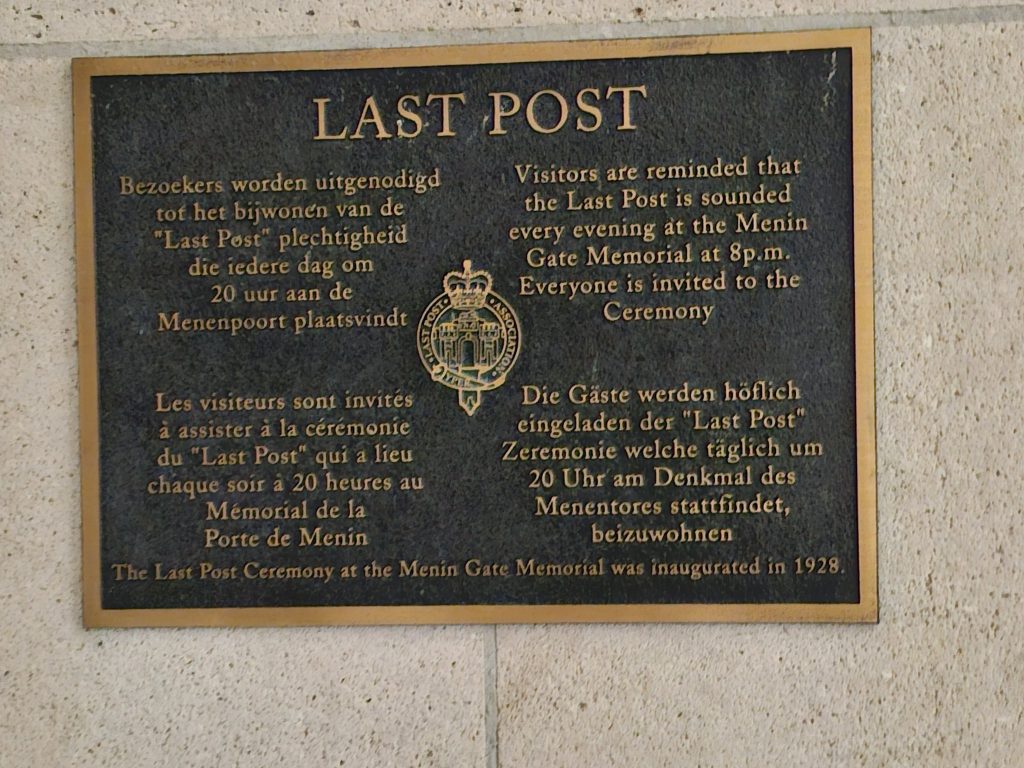 LAST POST
Bezoekers worden uitgenodigd
tot het bijwonen van de
"Last Post" plechtigheid
die iedere dag om
20 uur aan de
Menenpoort plaatsvindt
Visitors are reminded that
the Last Post is sounded
every evening at the Menin
Gate Memorial at 8p.m.
Everyone is invited to the
Ceremony
LAST POST · ASSOCIATION ·
YPER
Les visiteurs sont invités
à assister à la céremonie
du "Last Post" qui a lieu
chaque soir à 20 heures au
Mémorial de la
Porte de Menin
Die Gäste werden höflich
eingeladen der "Last Post"
Zeremonie welche täglich um
20 Uhr am Denkmal des
Menentores stattfindet,
beizuwohnen
The Last Post Ceremony at the Menin Gate Memorial was inaugurated in 1928.